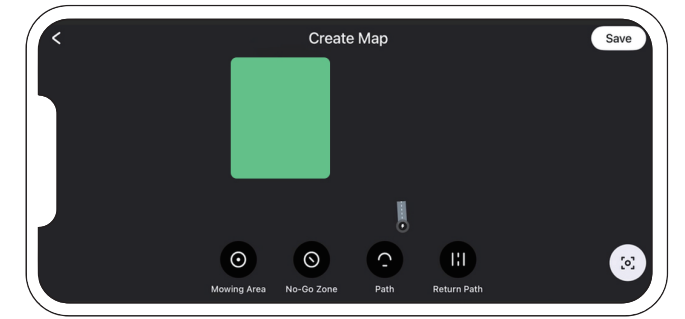 Create Map
Save
Mowing Area
No-Go Zone
Path
Return Path